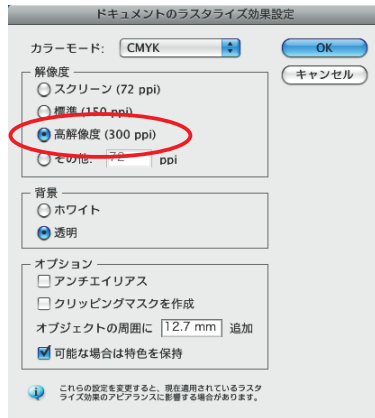 ドキュメントのラスタライズ効果設定
カラーモード: CMYK
OK
キャンセル
解像度
スクリーン (72 ppi)
標準 (150 ppi)
高解像度 (300 ppi)
その他: 72 ppi
背景
ホワイト
透明
オプション
アンチエイリアス
クリッピングマスクを作成
オブジェクトの周囲に 12.7 mm 追加
可能な場合は特色を保持
これらの設定を変更すると、現在適用されているラスタ
ライズ効果のアピアランスに影響する場合があります。